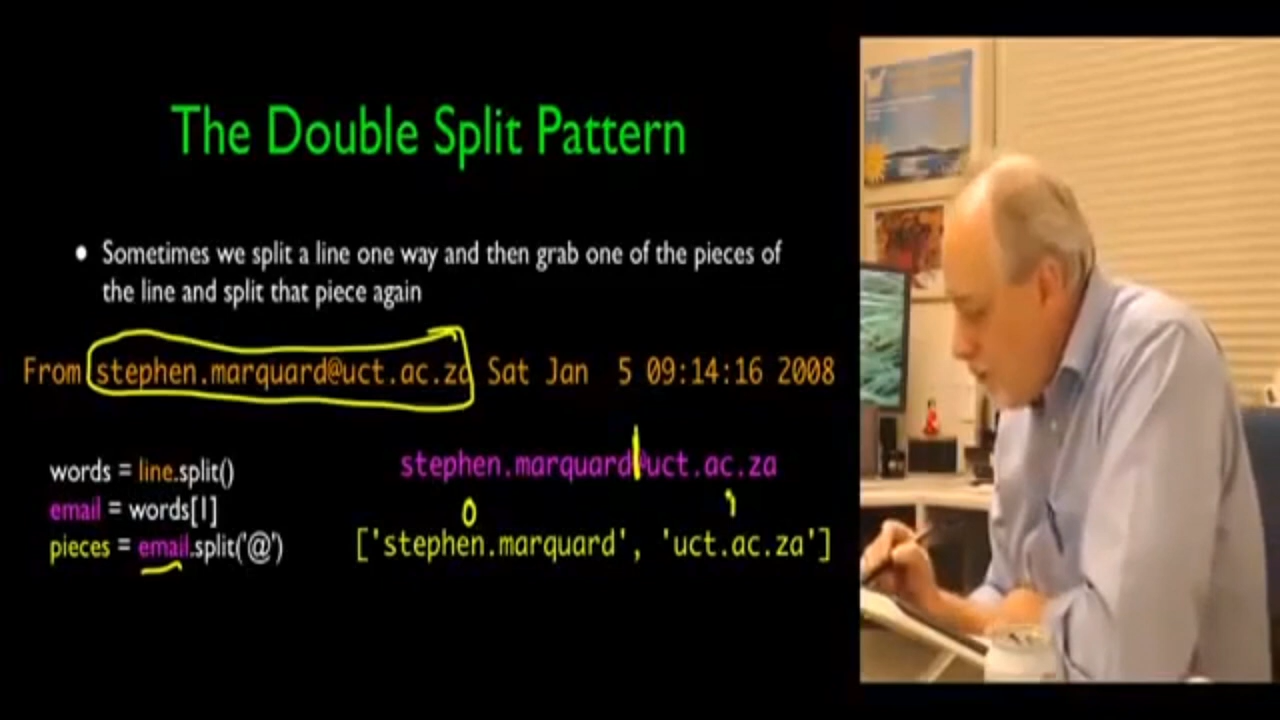 The Double Split Pattern
• Sometimes we split a line one way and then grab one of the pieces of
the line and split that piece again
From stephen.marquard@uct.ac.za Sat Jan  5 09:14:16 2008
words = line.split()
email = words[1]
pieces = email.split('@')
stephen.marquard@uct.ac.za
0 1
['stephen.marquard', 'uct.ac.za']